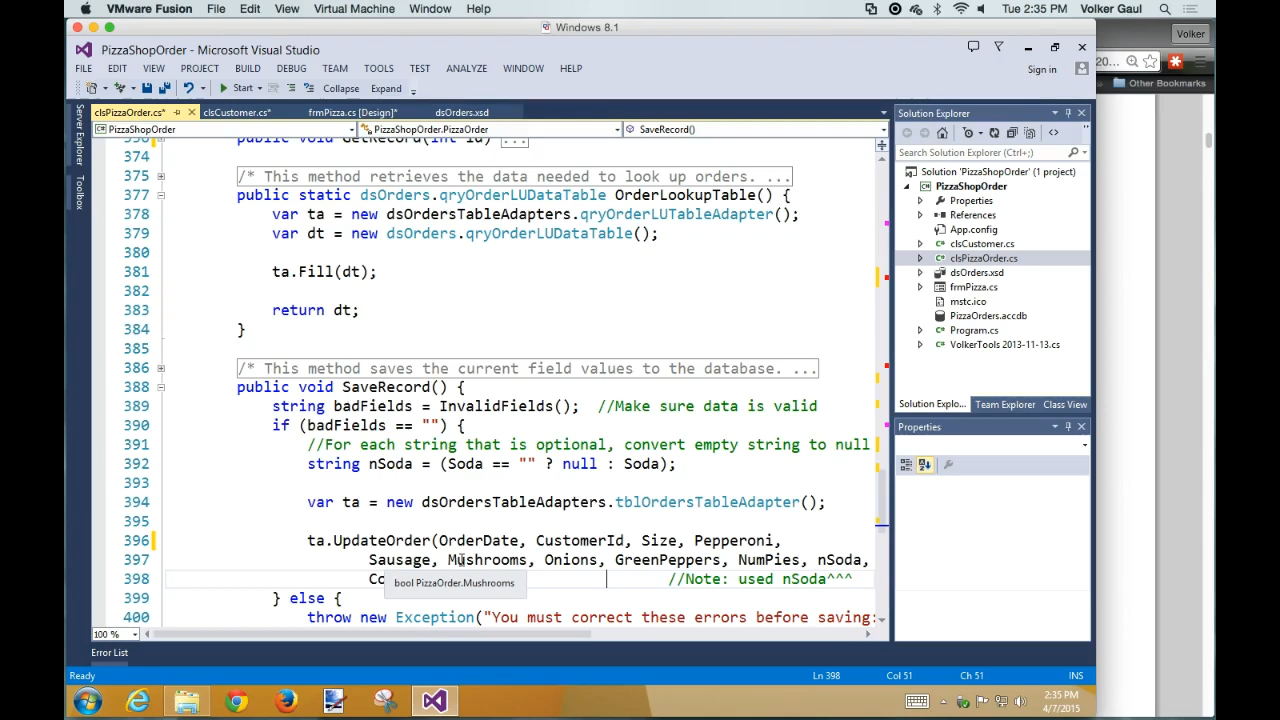 VMware Fusion File Edit View Virtual Machine Window Help Tue 2:35 PM Volker Gaul
Windows 8.1
Volker
PizzaShopOrder - Microsoft Visual Studio
20...
FILE EDIT VIEW PROJECT BUILD DEBUG TEAM TOOLS TEST ANAL WINDOW HELP Sign in
Other Bookmarks
Start Collapse Expand
clsPizzaOrder.cs* clsCustomer.cs* frmPizza.cs [Design]* dsOrders.xsd
Solution Explorer
Server Explorer
Toolbox
PizzaShopOrder PizzaShopOrder.PizzaOrder SaveRecord()
public void GetRecord(int id) ...
Search Solution Explorer (Ctrl+;)
374
375 /* This method retrieves the data needed to look up orders. ...
377 public static dsOrders.qryOrderLUDataTable OrderLookupTable() {
378 var ta = new dsOrdersTableAdapters.qryOrderLUTableAdapter();
379 var dt = new dsOrders.qryOrderLUDataTable();
380
381 ta.Fill(dt);
382
383 return dt;
384 }
385
386 /* This method saves the current field values to the database. ...
388 public void SaveRecord() {
389 string badFields = InvalidFields(); //Make sure data is valid
390 if (badFields == "") {
391 //For each string that is optional, convert empty string to null
392 string nSoda = (Soda == "" ? null : Soda);
393
394 var ta = new dsOrdersTableAdapters.tblOrdersTableAdapter();
395
396 ta.UpdateOrder(OrderDate, CustomerId, Size, Pepperoni,
397 Sausage, Mushrooms, Onions, GreenPeppers, NumPies, nSoda,
398 Co //Note: used nSoda^^^
bool PizzaOrder.Mushrooms
399 } else {
400 throw new Exception("You must correct these errors before saving:
100 %
Solution 'PizzaShopOrder' (1 project)
PizzaShopOrder
Properties
References
App.config
clsCustomer.cs
clsPizzaOrder.cs
dsOrders.xsd
frmPizza.cs
mstc.ico
PizzaOrders.accdb
Program.cs
VolkerTools 2013-11-13.cs
Solution Explo... Team Explorer Class View
Properties
Error List
Ready Ln 398 Col 51 Ch 51 INS
2:35 PM
4/7/2015